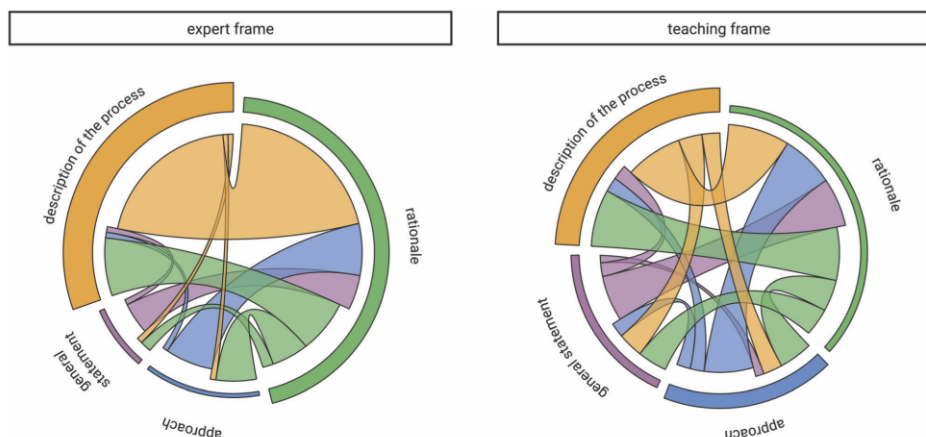 expert frame
description of the process
rationale
general
statement
approach
teaching frame
description of the process
rationale
general statement
approach